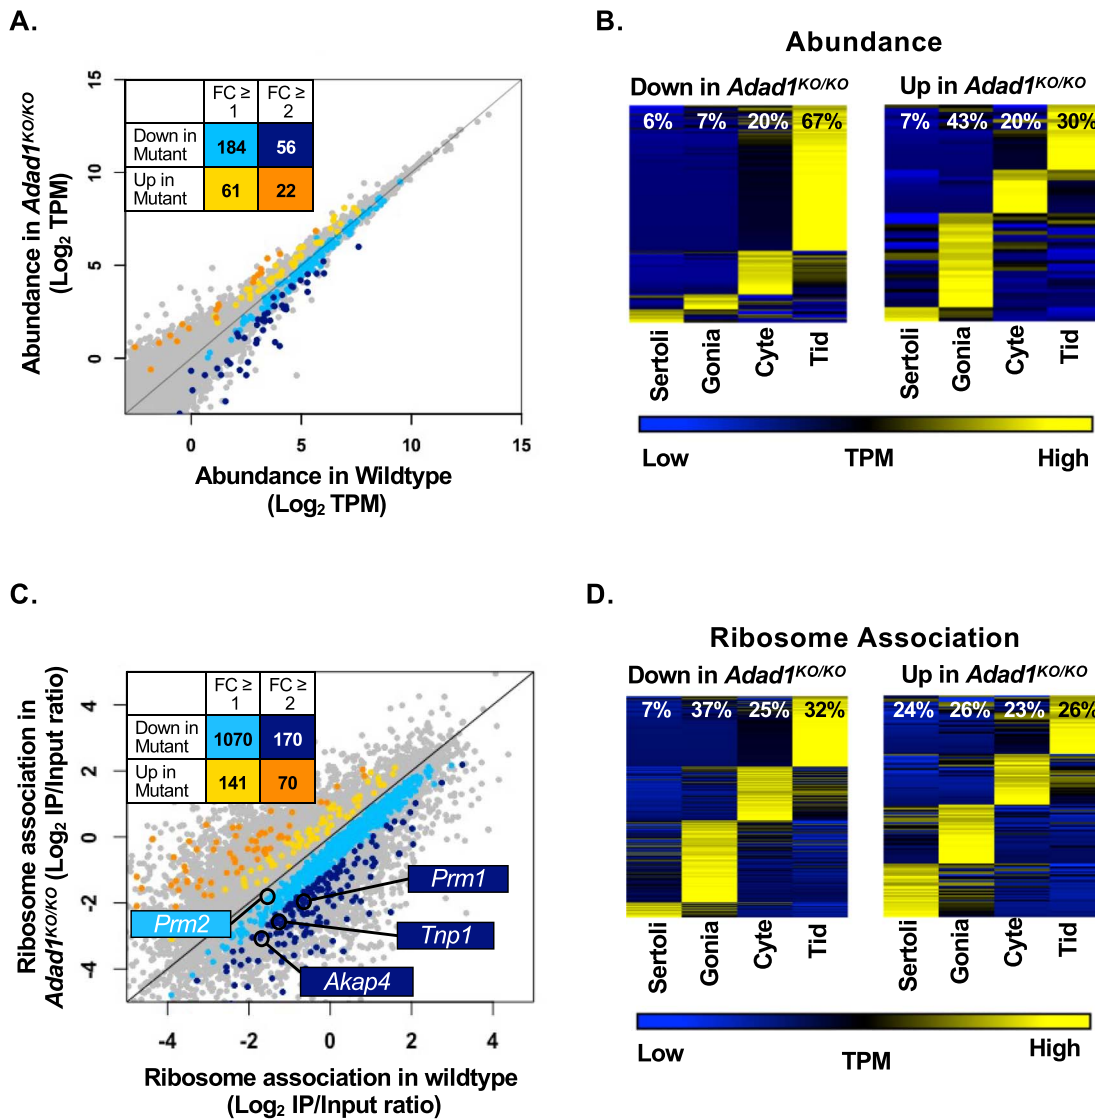 A.
15
10
5
0
Abundance in Adad1KO/KO
(Log2 TPM)
FC ≥ 1
FC ≥ 2
Down in Mutant
184
56
Up in Mutant
61
22
0
5
10
15
Abundance in Wildtype
(Log2 TPM)
B.
Abundance
Down in Adad1KO/KO
Up in Adad1KO/KO
6% 7% 20% 67%
7% 43% 20% 30%
Sertoli
Gonia
Cyte
Tid
Sertoli
Gonia
Cyte
Tid
Low
TPM
High
C.
4
2
0
-2
-4
Ribosome association in
Adad1KO/KO (Log2 IP/Input ratio)
FC ≥ 1
FC ≥ 2
Down in Mutant
1070
170
Up in Mutant
141
70
Prm1
Prm2
Tnp1
Akap4
-4
-2
0
2
4
Ribosome association in wildtype
(Log2 IP/Input ratio)
D.
Ribosome Association
Down in Adad1KO/KO
Up in Adad1KO/KO
7% 37% 25% 32%
24% 26% 23% 26%
Sertoli
Gonia
Cyte
Tid
Sertoli
Gonia
Cyte
Tid
Low
TPM
High